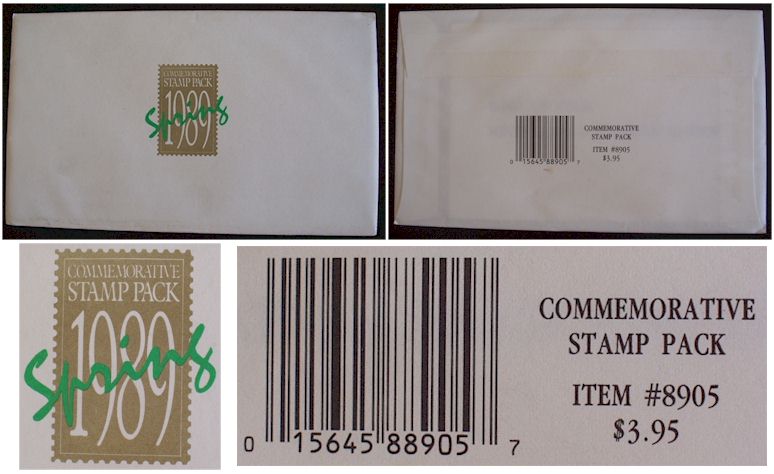 COMMEMORATIVE
STAMP PACK
1989
Spring
0 15645 88905 7
COMMEMORATIVE
STAMP PACK
ITEM #8905
$3.95
COMMEMORATIVE
STAMP PACK
1989
Spring
0 15645 88905 7
COMMEMORATIVE
STAMP PACK
ITEM #8905
$3.95